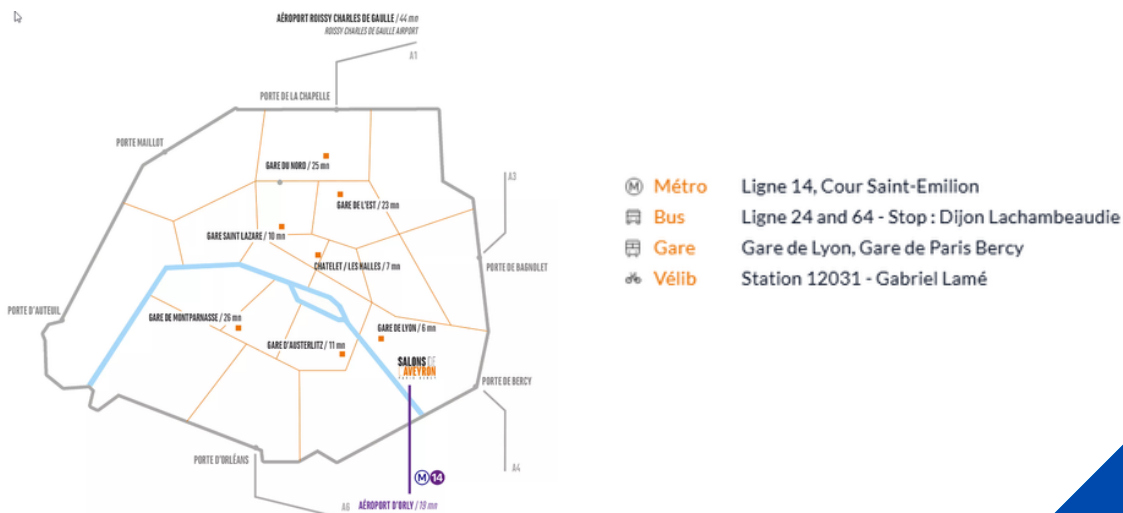 AÉROPORT ROISSY CHARLES DE GAULLE / 44 mn
ROISSY CHARLES DE GAULLE AIRPORT
A1
PORTE DE LA CHAPELLE
PORTE MAILLOT
GARE DU NORD / 25 mn
A3
GARE DE L'EST / 23 mn
GARE SAINT LAZARE / 10 mn
CHATELET / LES HALLES / 7 mn
PORTE DE BAGNOLET
PORTE D'AUTEUIL
GARE DE MONTPARNASSE / 26 mn
GARE DE LYON / 6 mn
GARE D'AUSTERLITZ / 11 mn
SALONS DE
L'AVEYRON
PARIS BERCY
PORTE DE BERCY
PORTE D'ORLÉANS
A4
M 14
A6
AÉROPORT D'ORLY / 19 mn
M Métro Ligne 14, Cour Saint-Emilion
Bus Ligne 24 and 64 - Stop : Dijon Lachambeaudie
Gare Gare de Lyon, Gare de Paris Bercy
Vélib Station 12031 - Gabriel Lamé